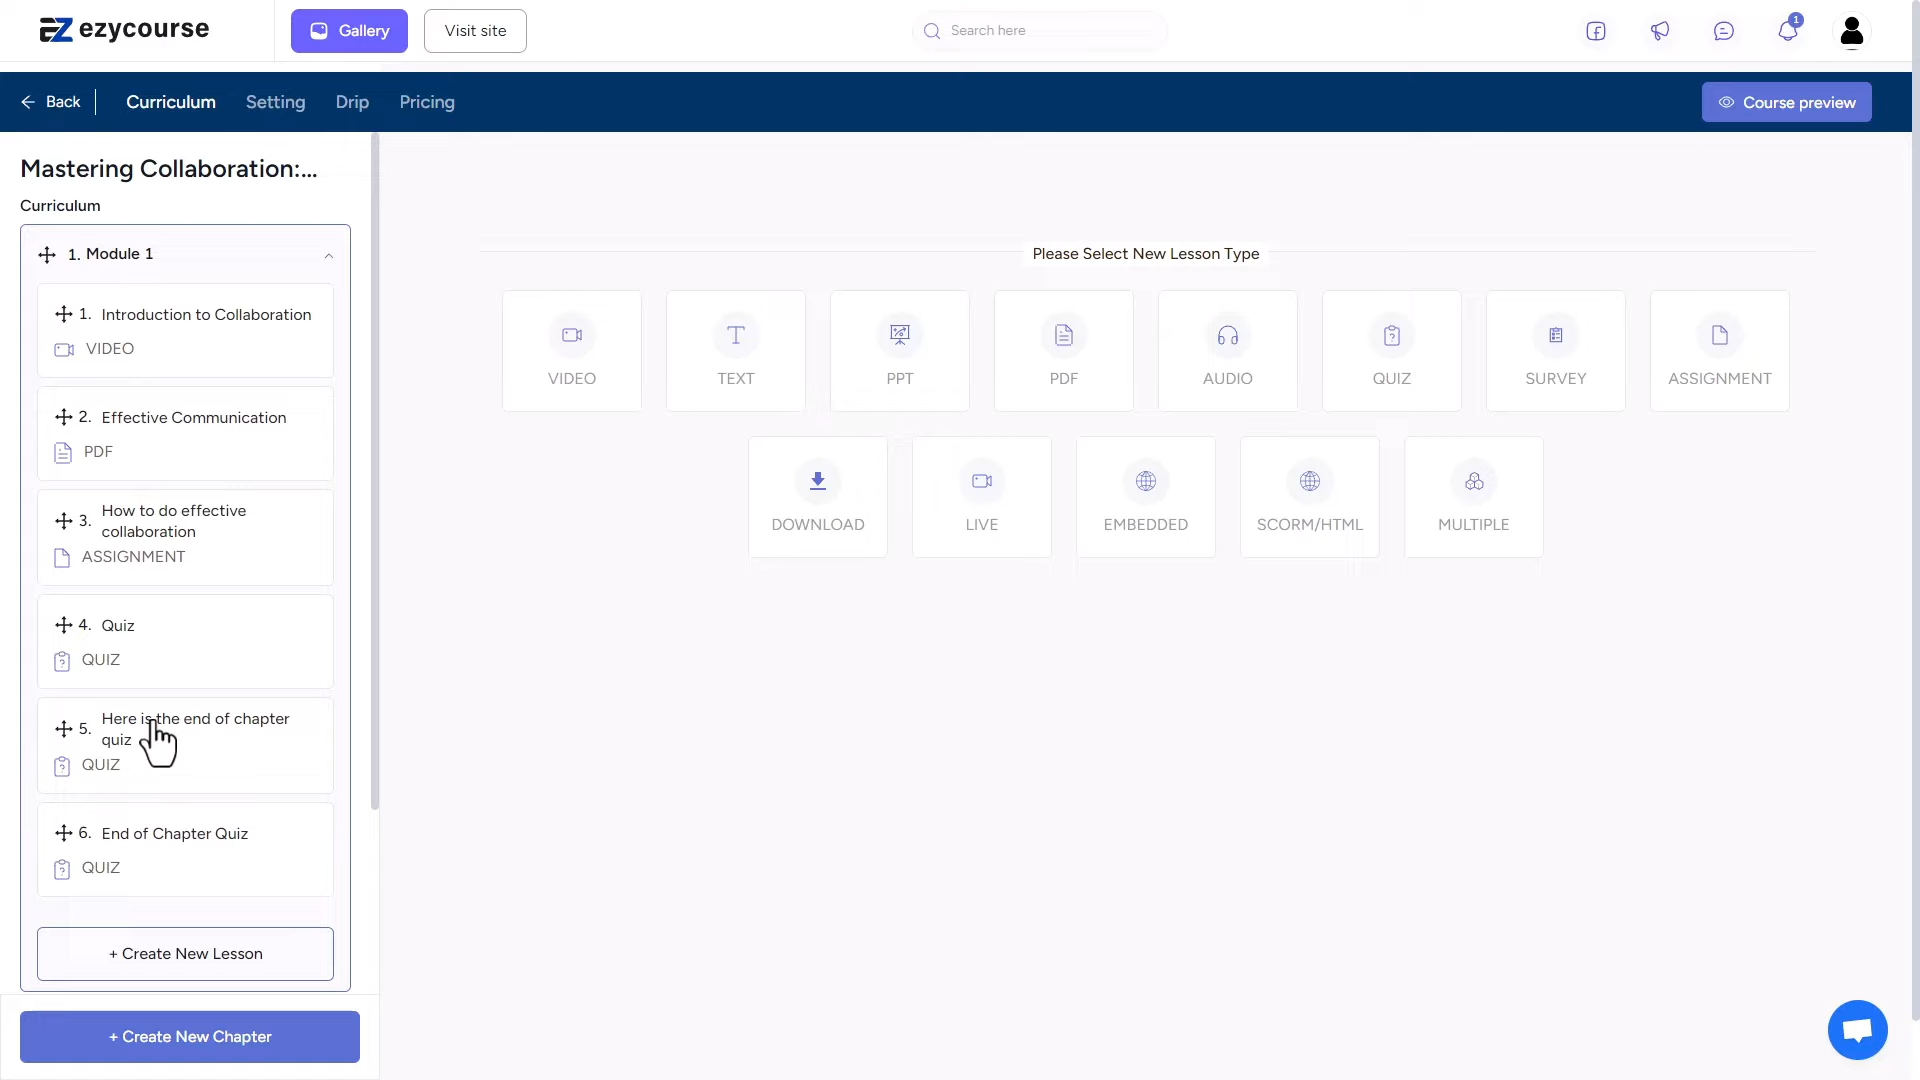 ezycourse
Gallery
Visit site
Search here
1
Back
Curriculum
Setting
Drip
Pricing
Course preview
Mastering Collaboration:...
Curriculum
1. Module 1
1. Introduction to Collaboration
VIDEO
2. Effective Communication
PDF
3. How to do effective
collaboration
ASSIGNMENT
4. Quiz
QUIZ
5. Here is the end of chapter
quiz
QUIZ
6. End of Chapter Quiz
QUIZ
+ Create New Lesson
+ Create New Chapter
Please Select New Lesson Type
VIDEO
TEXT
PPT
PDF
AUDIO
QUIZ
SURVEY
ASSIGNMENT
DOWNLOAD
LIVE
EMBEDDED
SCORM/HTML
MULTIPLE